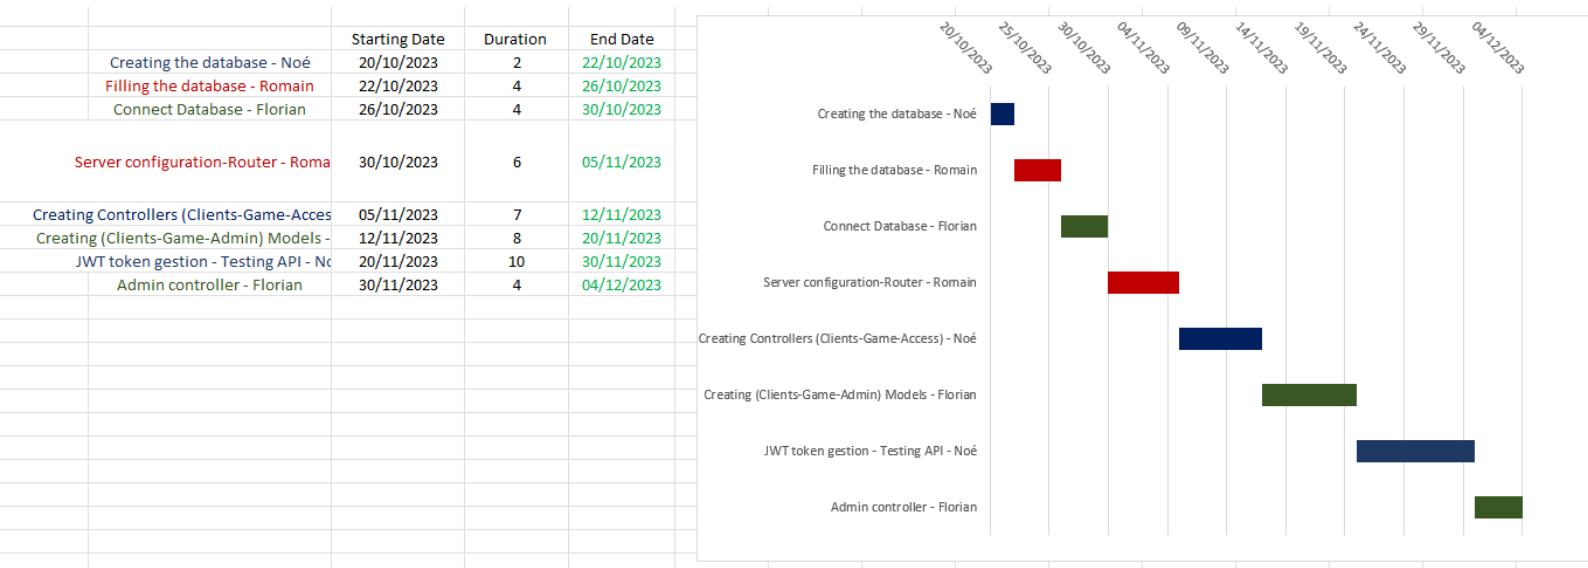 Starting Date Duration End Date
Creating the database - Noé 20/10/2023 2 22/10/2023
Filling the database - Romain 22/10/2023 4 26/10/2023
Connect Database - Florian 26/10/2023 4 30/10/2023
Server configuration-Router - Roma 30/10/2023 6 05/11/2023
Creating Controllers (Clients-Game-Acces 05/11/2023 7 12/11/2023
Creating (Clients-Game-Admin) Models - 12/11/2023 8 20/11/2023
JWT token gestion - Testing API - No 20/11/2023 10 30/11/2023
Admin controller - Florian 30/11/2023 4 04/12/2023
20/10/2023 25/10/2023 30/10/2023 04/11/2023 09/11/2023 14/11/2023 19/11/2023 24/11/2023 29/11/2023 04/12/2023
Creating the database - Noé
Filling the database - Romain
Connect Database - Florian
Server configuration-Router - Romain
Creating Controllers (Clients-Game-Access) - Noé
Creating (Clients-Game-Admin) Models - Florian
JWT token gestion - Testing API - Noé
Admin controller - Florian